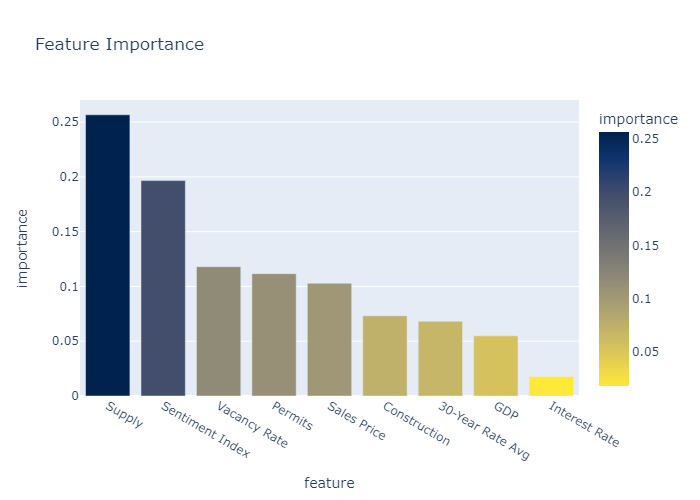 Feature Importance
importance
0.25
0.2
0.15
0.1
0.05
0
Supply
Sentiment Index
Vacancy Rate
Permits
Sales Price
Construction
30-Year Rate Avg
GDP
Interest Rate
feature
importance
0.25
0.2
0.15
0.1
0.05